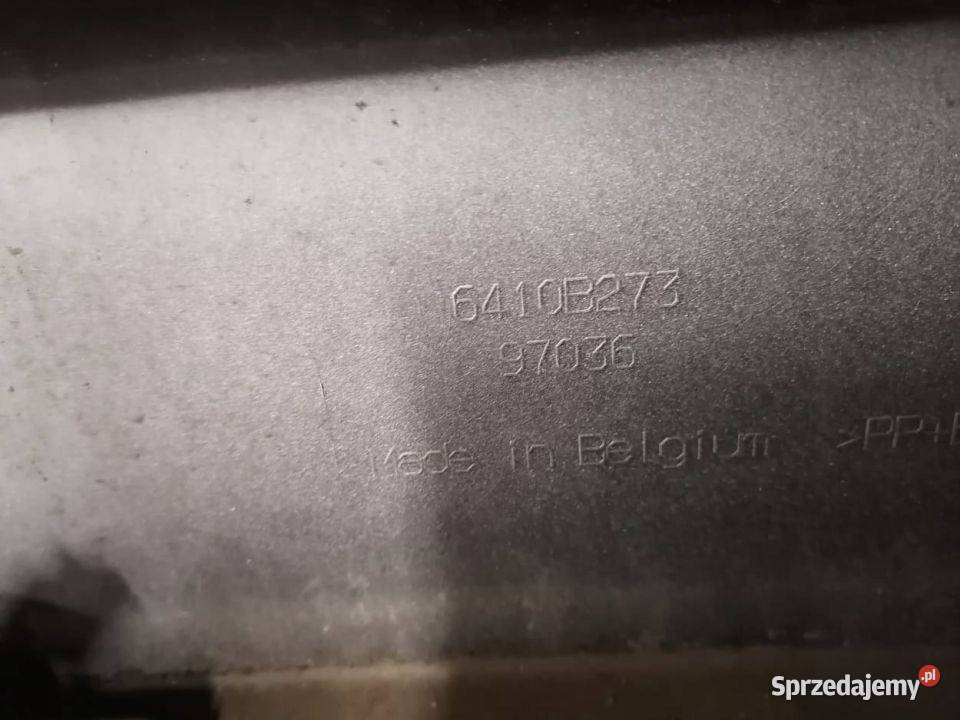 6410B273
97036
Made in Belgium >PP+E
Sprzedajemy.pl